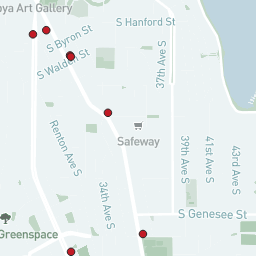 S Hanford St
ya Art Gallery
S Byron St
S Walden St
37th Ave S
Safeway
Renton Ave S
34th Ave S
39th Ave S
41st Ave S
43rd Ave S
S Genesee St
Greenspace